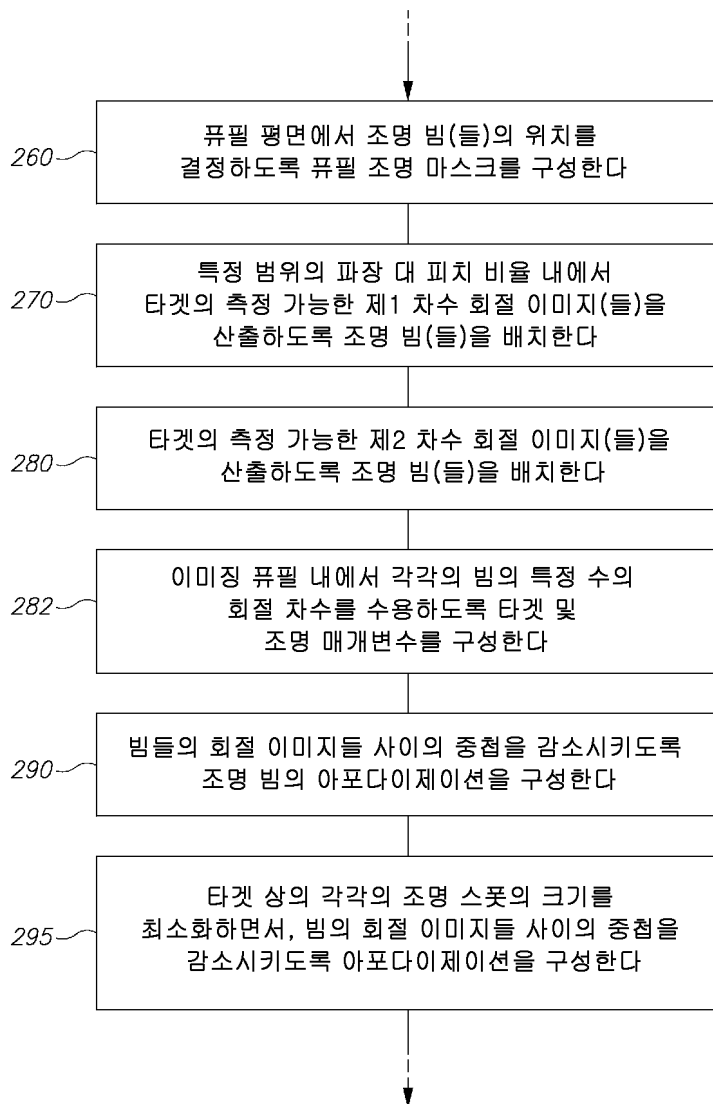 260
퓨필 평면에서 조명 빔(들)의 위치를
결정하도록 퓨필 조명 마스크를 구성한다
270
특정 범위의 파장 대 피치 비율 내에서
타겟의 측정 가능한 제1 차수 회절 이미지(들)을
산출하도록 조명 빔(들)을 배치한다
280
타겟의 측정 가능한 제2 차수 회절 이미지(들)을
산출하도록 조명 빔(들)을 배치한다
282
이미징 퓨필 내에서 각각의 빔의 특정 수의
회절 차수를 수용하도록 타겟 및
조명 매개변수를 구성한다
290
빔들의 회절 이미지들 사이의 중첩을 감소시키도록
조명 빔의 아포다이제이션을 구성한다
295
타겟 상의 각각의 조명 스폿의 크기를
최소화하면서, 빔의 회절 이미지들 사이의 중첩을
감소시키도록 아포다이제이션을 구성한다